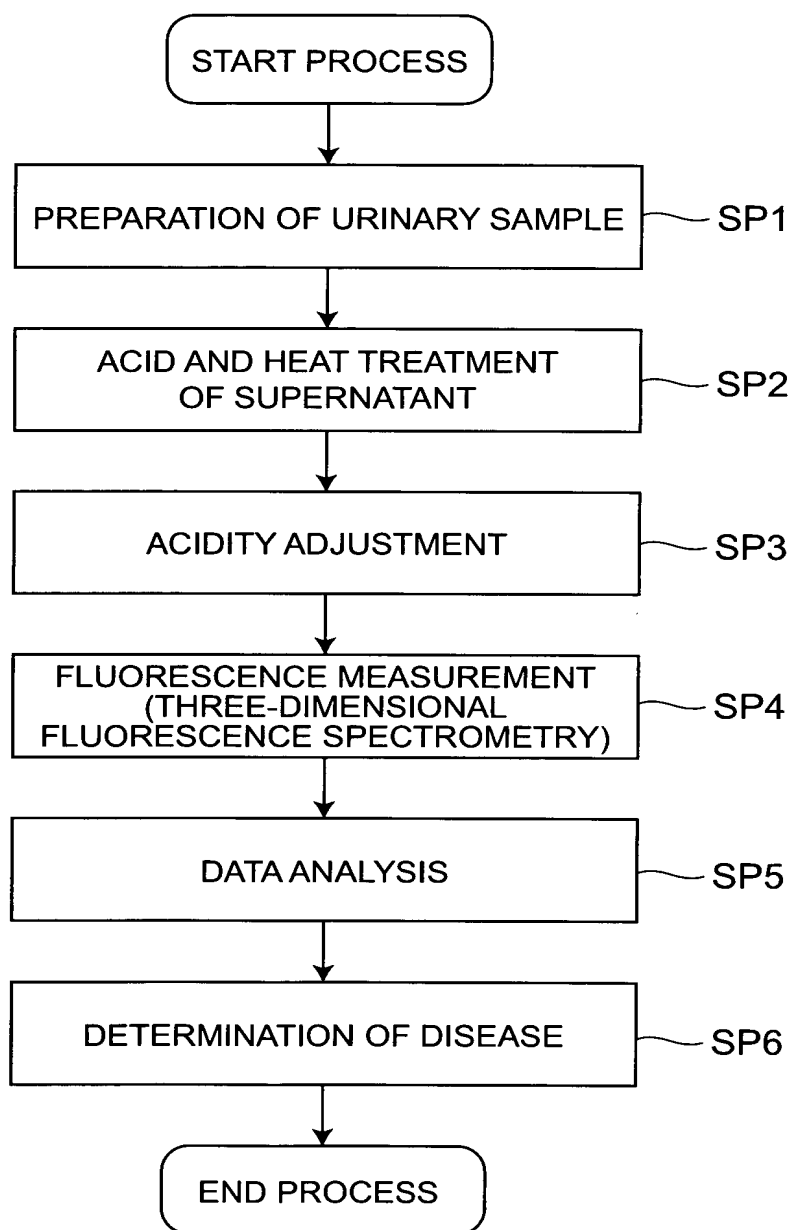 START PROCESS
PREPARATION OF URINARY SAMPLE
SP1
ACID AND HEAT TREATMENT
OF SUPERNATANT
SP2
ACIDITY ADJUSTMENT
SP3
FLUORESCENCE MEASUREMENT
(THREE-DIMENSIONAL
FLUORESCENCE SPECTROMETRY)
SP4
DATA ANALYSIS
SP5
DETERMINATION OF DISEASE
SP6
END PROCESS